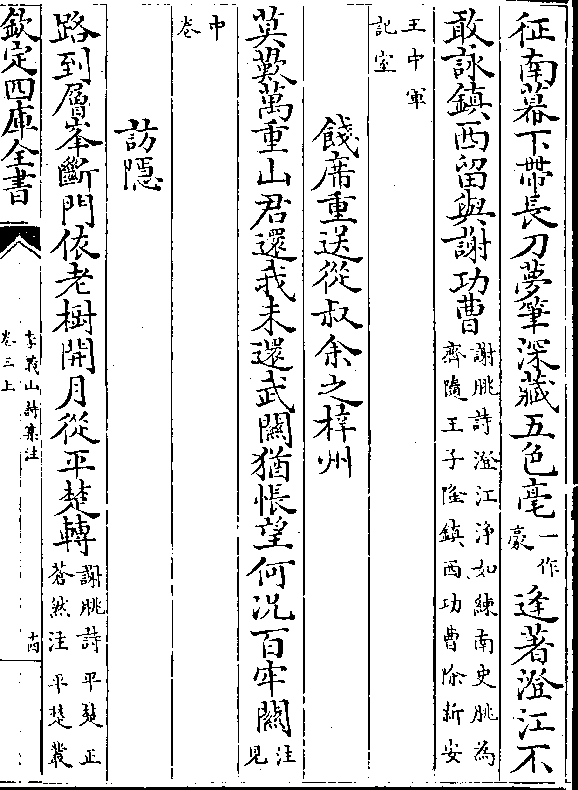 征南幕下帶長刀夢筆深藏五色毫一作豪逢著澄江不
敢詠鎮西留與謝功曹謝朓詩澄江浄如練南史朓為
齊隨王子隆鎮西功曹除新安
王中軍
記室
餞席重送從叔余之梓州
莫歎萬重山君還我未還武關猶悵望何況百牢關注見
中
卷
訪隠
路到層峯斷門依老樹開月從平楚轉謝朓詩平楚正
蒼然注平楚叢
欽定四庫全書
李義山詩集注
卷三上
十四